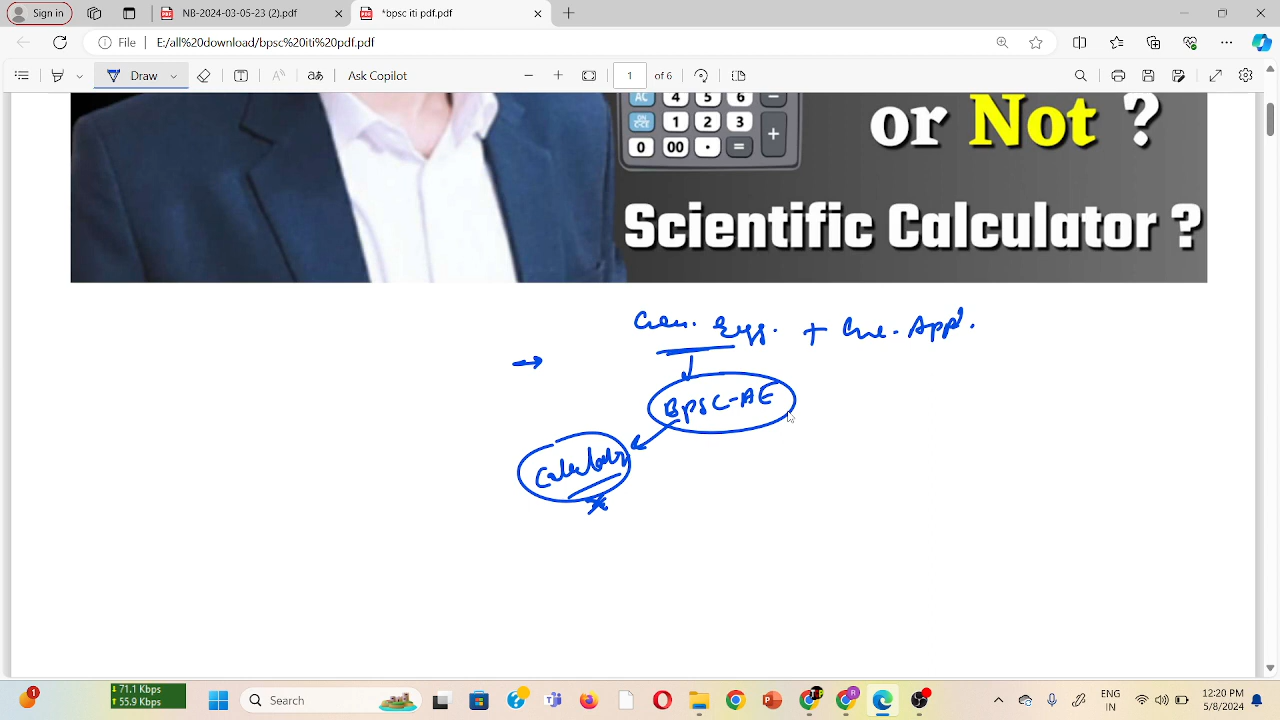 Sign in
NB-2024-03-05-23 (2).pdf
*bpsc iti pdf.pdf
File
E:/all%20download/bpsc%20iti%20pdf.pdf
Draw
Ask Copilot
1 of 6
AC 4 5 6 −
ON C/CE 1 2 3 +
0 00 · =
or Not ?
Scientific Calculator ?
Gen. Engg. + Appt.
BPSC-AE
Calculator
71.1 Kbps
55.9 Kbps
Search
ENG
IN
12:20 PM
5/8/2024